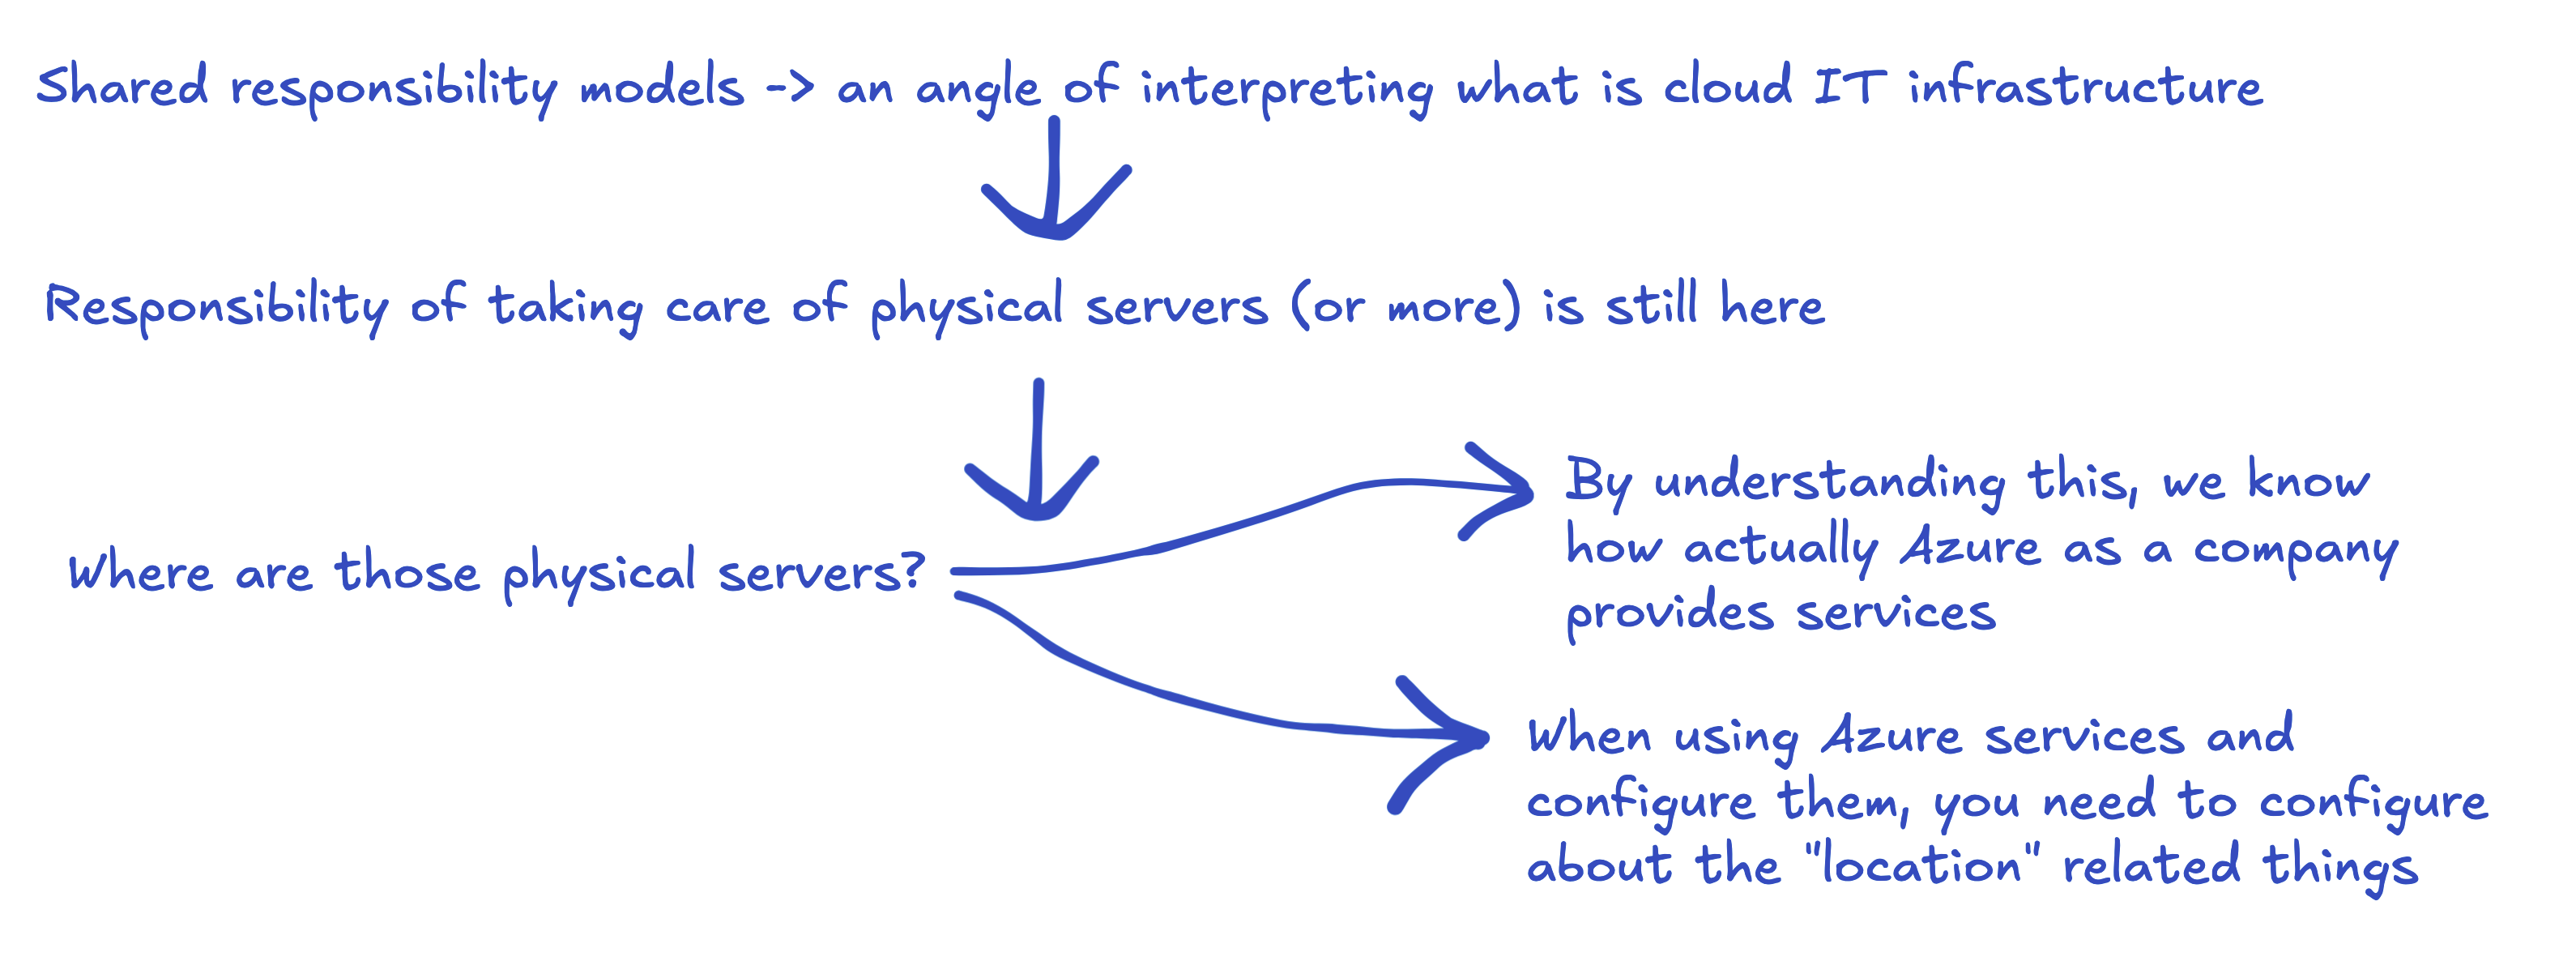 Shared responsibility models -> an angle of interpreting what is cloud IT infrastructure
Responsibility of taking care of physical servers (or more) is still here
Where are those physical servers?
By understanding this, we know
how actually Azure as a company
provides services
When using Azure services and
configure them, you need to configure
about the "location" related things